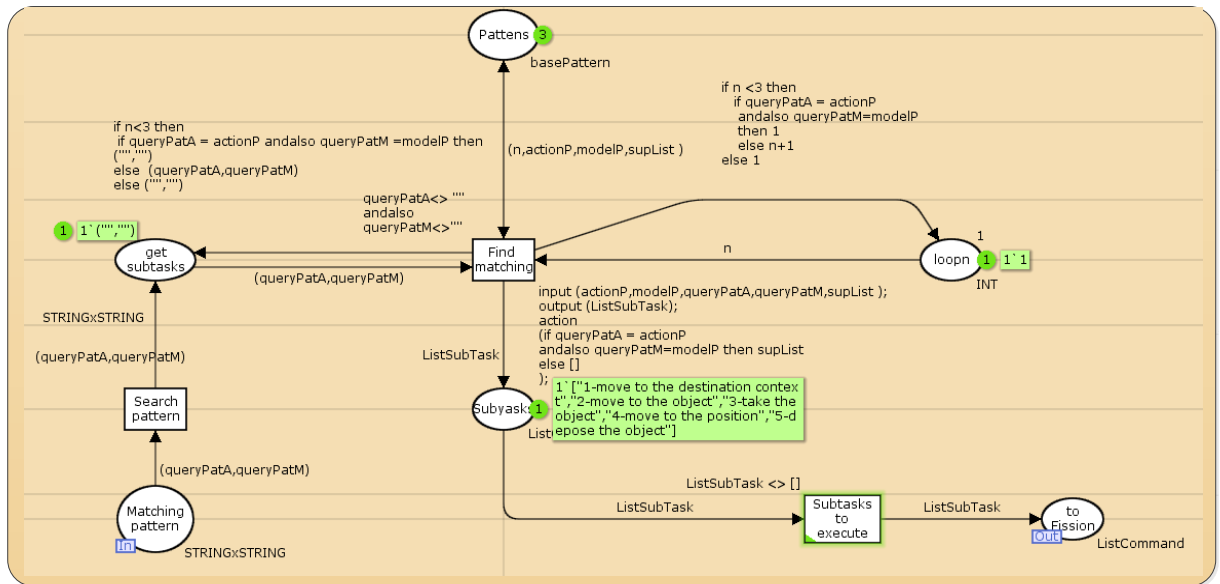 Pattens
3
basePattern
if n <3 then
if queryPatA = actionP
andalso queryPatM=modelP
then 1
else n+1
else 1
if n<3 then
if queryPatA = actionP andalso queryPatM =modelP then
("","")
else (queryPatA,queryPatM)
else ("","")
(n,actionP,modelP,supList )
queryPatA<> ""
andalso
queryPatM<>""
1
1`("","")
get
subtasks
Find
matching
n
1
loopn
1
1`1
INT
(queryPatA,queryPatM)
input (actionP,modelP,queryPatA,queryPatM,supList );
output (ListSubTask);
action
(if queryPatA = actionP
andalso queryPatM=modelP then supList
else []
);
STRINGxSTRING
(queryPatA,queryPatM)
ListSubTask
Search
pattern
Subyasks
1
1`["1-move to the destination contex
t","2-move to the object","3-take the
object","4-move to the position","5-d
epose the object"]
(queryPatA,queryPatM)
ListSubTask <> []
ListSubTask
Subtasks
to
execute
ListSubTask
to
Fission
Out
ListCommand
Matching
pattern
In
STRINGxSTRING